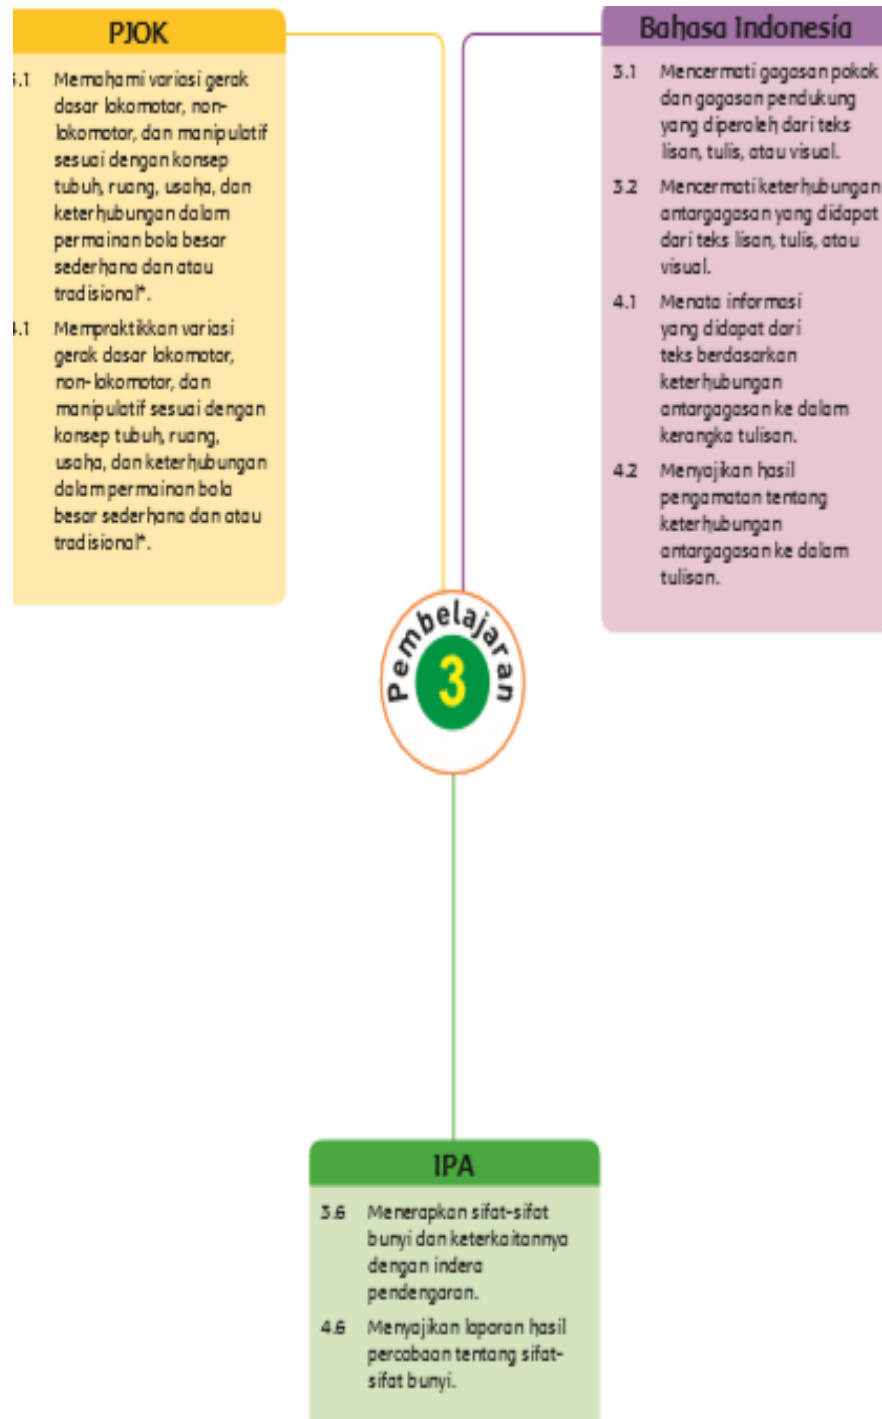 PJOK
.1 Memahami variasi gerak
dasar lokomotor, non-
lokomotor, dan manipulatif
sesuai dengan konsep
tubuh, ruang, usaha, dan
keterhubungan dalam
permainan bola besar
sederhana dan atau
tradisional*.
.1 Mempraktikkan variasi
gerak dasar lokomotor,
non-lokomotor, dan
manipulatif sesuai dengan
konsep tubuh, ruang,
usaha, dan keterhubungan
dalam permainan bola
besar sederhana dan atau
tradisional*.
Bahasa Indonesia
3.1 Mencermati gagasan pokok
dan gagasan pendukung
yang diperoleh dari teks
lisan, tulis, atau visual.
3.2 Mencermati keterhubungan
antargagasan yang didapat
dari teks lisan, tulis, atau
visual.
4.1 Menata informasi
yang didapat dari
teks berdasarkan
keterhubungan
antargagasan ke dalam
kerangka tulisan.
4.2 Menyajikan hasil
pengamatan tentang
keterhubungan
antargagasan ke dalam
tulisan.
Pembelajaran
3
IPA
3.6 Menerapkan sifat-sifat
bunyi dan keterkaitannya
dengan indera
pendengaran.
4.6 Menyajikan laporan hasil
percobaan tentang sifat-
sifat bunyi.